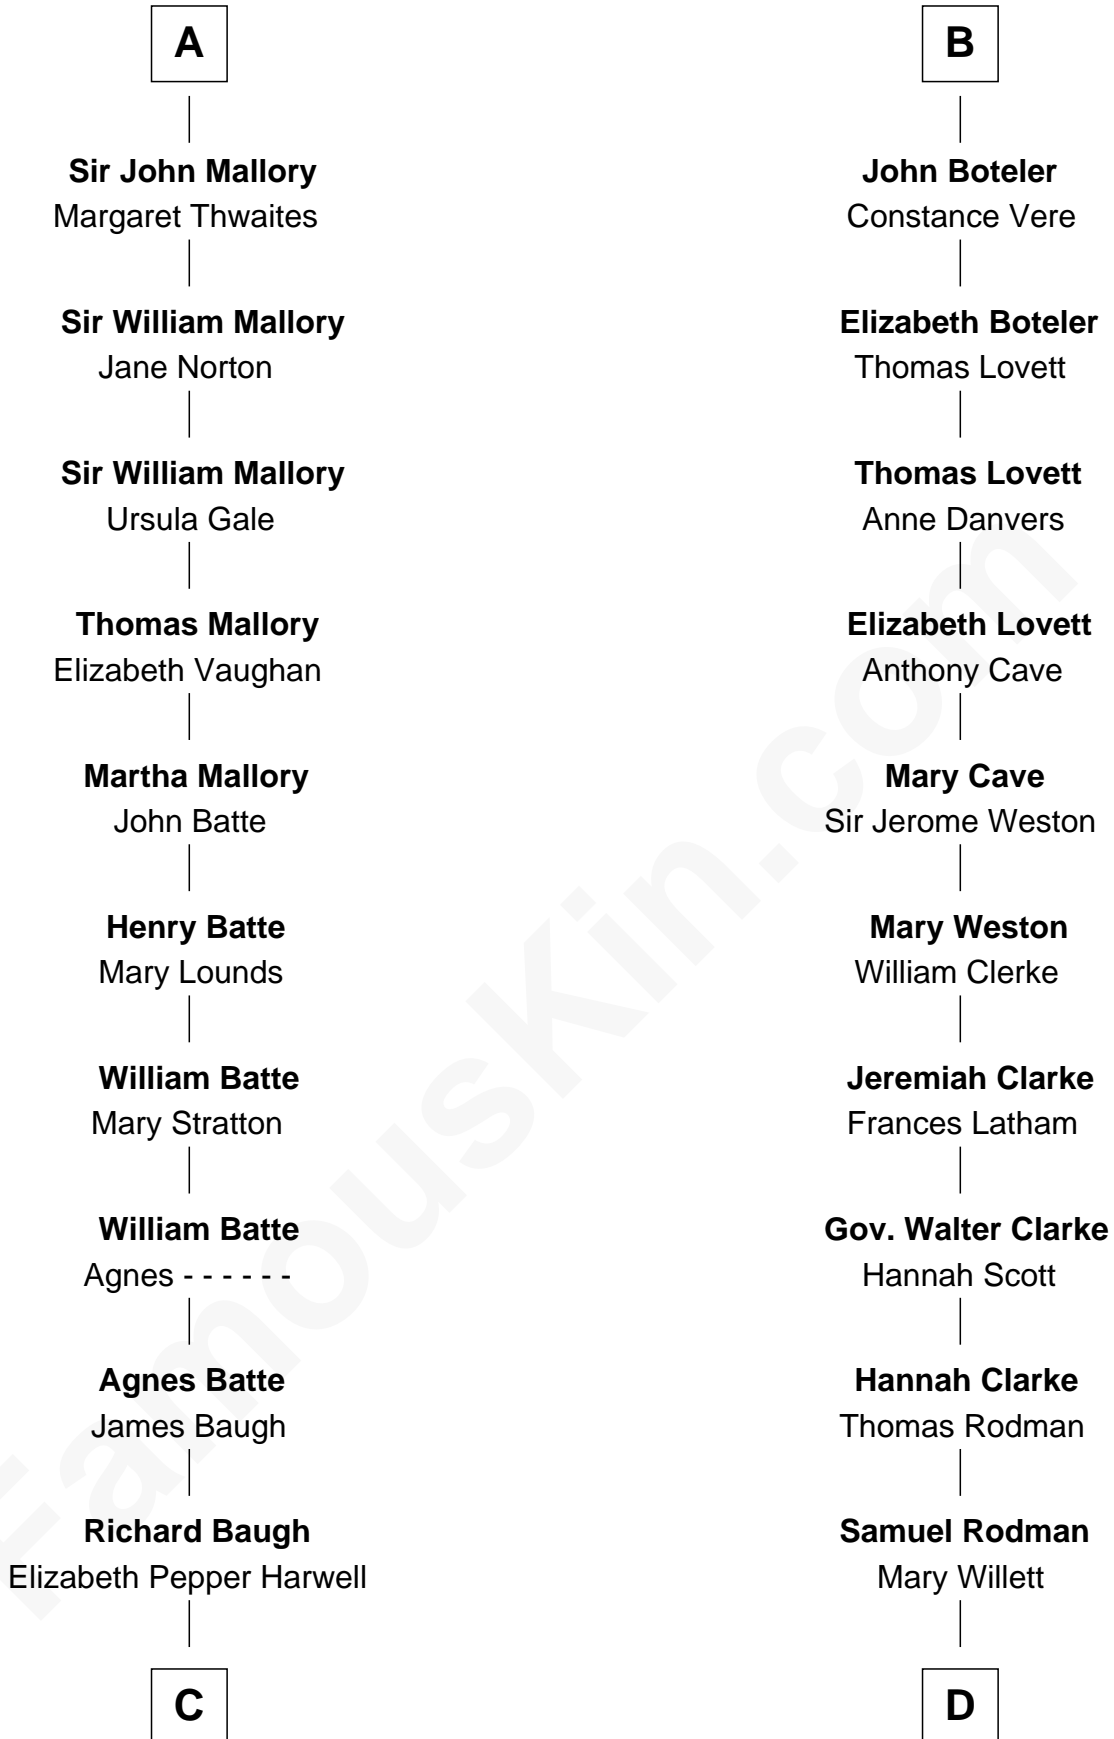 A
Sir John Mallory
Margaret Thwaites
Sir William Mallory
Jane Norton
Sir William Mallory
Ursula Gale
Thomas Mallory
Elizabeth Vaughan
Martha Mallory
John Batte
Henry Batte
Mary Lounds
William Batte
Mary Stratton
William Batte
Agnes - - - - - -
Agnes Batte
James Baugh
Richard Baugh
Elizabeth Pepper Harwell
C
B
John Boteler
Constance Vere
Elizabeth Boteler
Thomas Lovett
Thomas Lovett
Anne Danvers
Elizabeth Lovett
Anthony Cave
Mary Cave
Sir Jerome Weston
Mary Weston
William Clerke
Jeremiah Clarke
Frances Latham
Gov. Walter Clarke
Hannah Scott
Hannah Clarke
Thomas Rodman
Samuel Rodman
Mary Willett
D
FamousKin.com